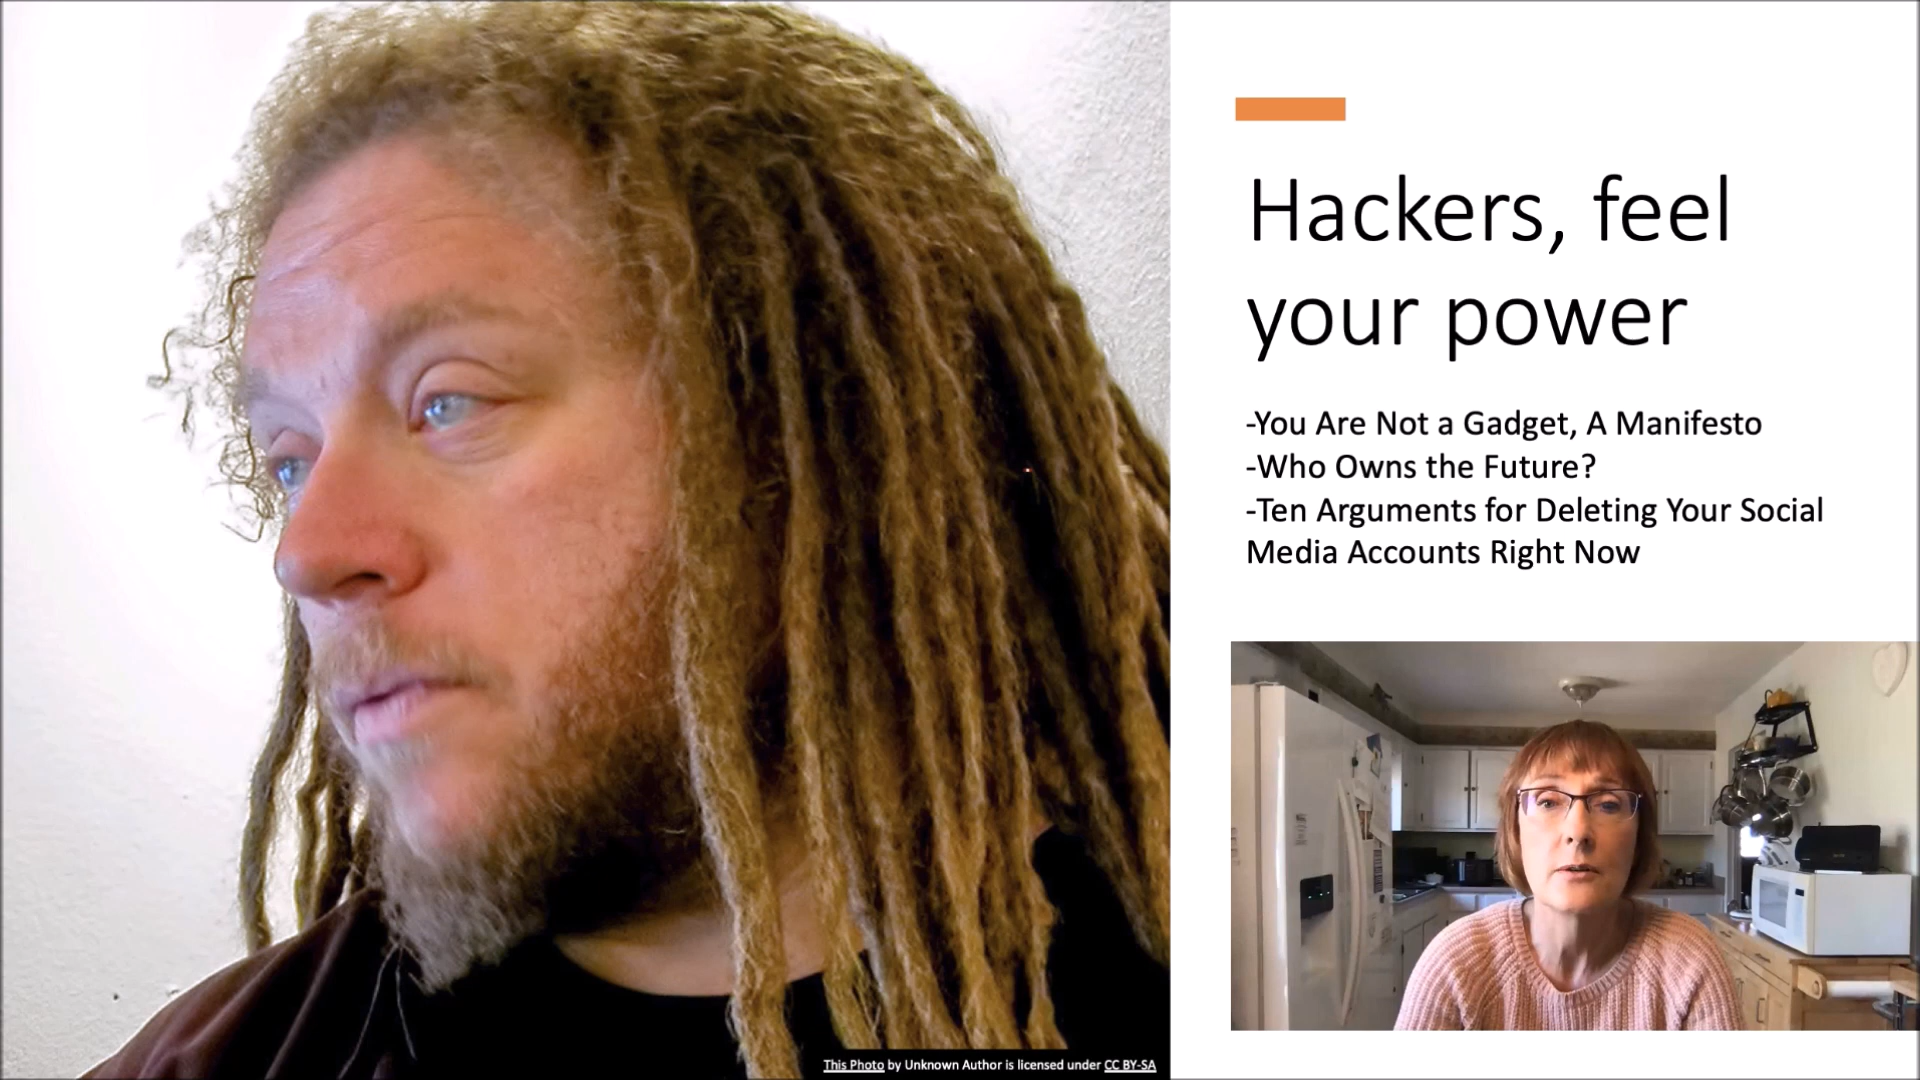 Hackers, feel
your power
-You Are Not a Gadget, A Manifesto
-Who Owns the Future?
-Ten Arguments for Deleting Your Social
Media Accounts Right Now
This Photo by Unknown Author is licensed under CC BY-SA